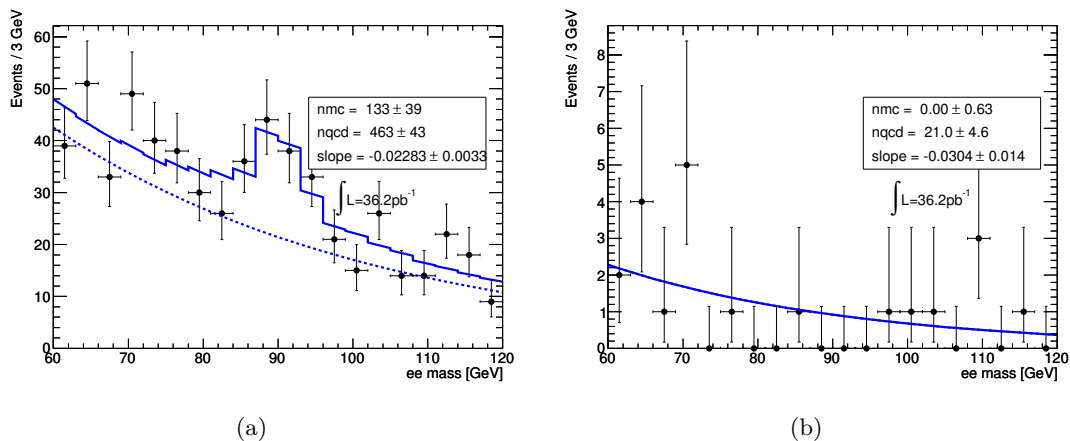 Events / 3 GeV
60
50
40
30
20
10
0
60 70 80 90 100 110 120
ee mass [GeV]
nmc = 133 ± 39
nqcd = 463 ± 43
slope = -0.02283 ± 0.0033
∫ L=36.2pb⁻¹
(a)
Events / 3 GeV
8
7
6
5
4
3
2
1
0
60 70 80 90 100 110 120
ee mass [GeV]
nmc = 0.00 ± 0.63
nqcd = 21.0 ± 4.6
slope = -0.0304 ± 0.014
∫ L=36.2pb⁻¹
(b)